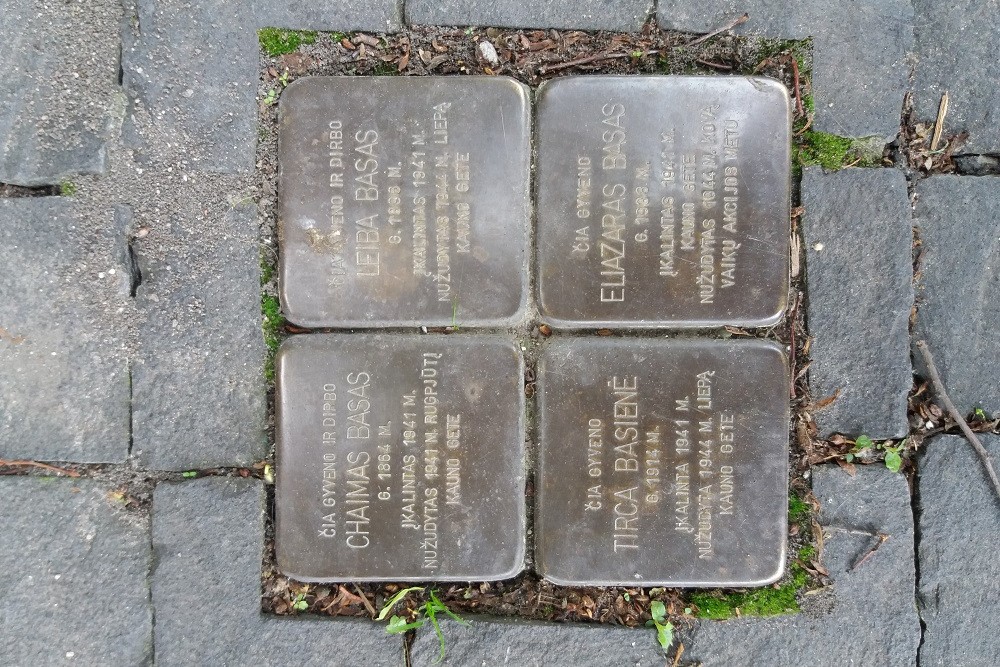 ČIA GYVENO IR DIRBO
CHAIMAS BASAS
G. 1864 M.
ĮKALINTAS 1941 M.
NUŽUDYTAS 1941 M. RUGPJŪTĮ
KAUNO GETE
ČIA GYVENO IR DIRBO
LEIBA BASAS
G. 1886 M.
ĮKALINTAS 1941 M.
NUŽUDYTAS 1944 M. LIEPĄ
KAUNO GETE
ČIA GYVENO
TIRCA BASIENĖ
G. 1914 M.
ĮKALINTA 1941 M.
NUŽUDYTA 1944 M. LIEPĄ
KAUNO GETE
ČIA GYVENO
ELIAZARAS BASAS
G. 1938 M.
ĮKALINTAS 1941 M.
KAUNO GETE
NUŽUDYTAS 1944 M. KOVĄ
VAIKŲ AKCIJOS METU